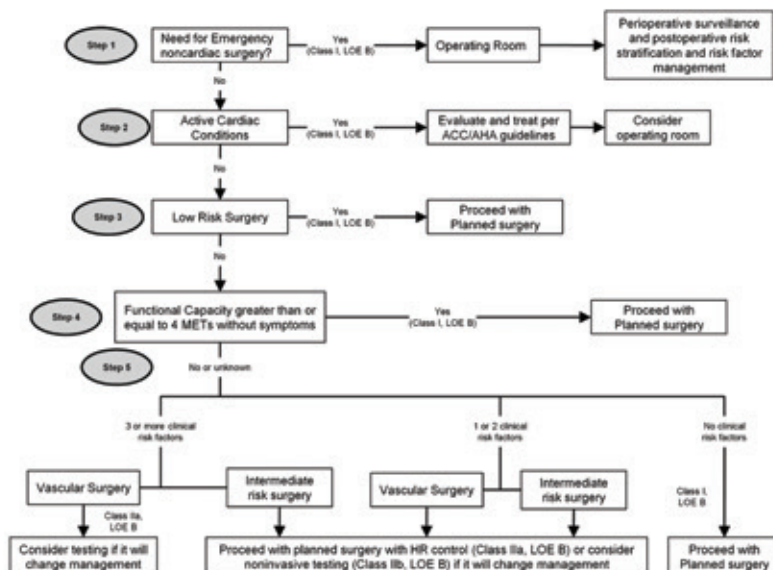 Step 1
Need for Emergency
noncardiac surgery?
Yes
(Class I, LOE B)
Operating Room
Perioperative surveillance
and postoperative risk
stratification and risk factor
management
No
Step 2
Active Cardiac
Conditions
Yes
(Class I, LOE B)
Evaluate and treat per
ACC/AHA guidelines
Consider
operating room
No
Step 3
Low Risk Surgery
Yes
(Class I, LOE B)
Proceed with
Planned surgery
No
Step 4
Functional Capacity greater than or
equal to 4 METs without symptoms
Yes
(Class I, LOE B)
Proceed with
Planned surgery
Step 5
No or unknown
3 or more clinical
risk factors
1 or 2 clinical
risk factors
No clinical
risk factors
Vascular Surgery
Intermediate
risk surgery
Vascular Surgery
Intermediate
risk surgery
Class IIa,
LOE B
Class I,
LOE B
Consider testing if it will
change management
Proceed with planned surgery with HR control (Class IIa, LOE B) or consider
noninvasive testing (Class IIb, LOE B) if it will change management
Proceed with
Planned surgery